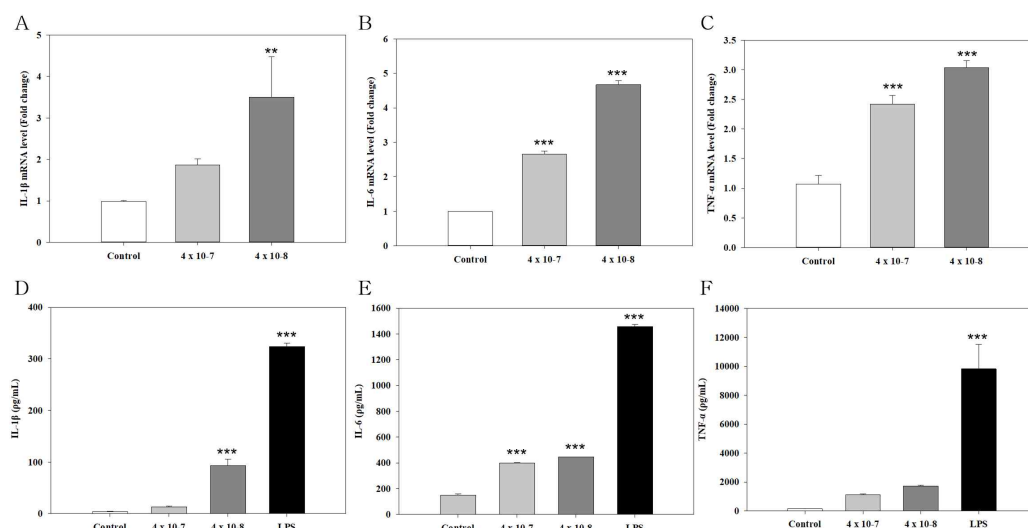 A
IL-1β mRNA level (Fold change)
5
4
3
2
1
0
**
Control
4 x 10-7
4 x 10-8
B
IL-6 mRNA level (Fold change)
6
5
4
3
2
1
0
***
***
Control
4 x 10-7
4 x 10-8
C
TNF-α mRNA level (Fold change)
3.5
3.0
2.5
2.0
1.5
1.0
0.5
0.0
***
***
Control
4 x 10-7
4 x 10-8
D
IL-1β (pg/mL)
400
300
200
100
0
***
***
Control
4 x 10-7
4 x 10-8
LPS
E
IL-6 (pg/mL)
1600
1400
1200
1000
800
600
400
200
0
***
***
***
Control
4 x 10-7
4 x 10-8
LPS
F
TNF-α (pg/mL)
14000
12000
10000
8000
6000
4000
2000
0
***
Control
4 x 10-7
4 x 10-8
LPS